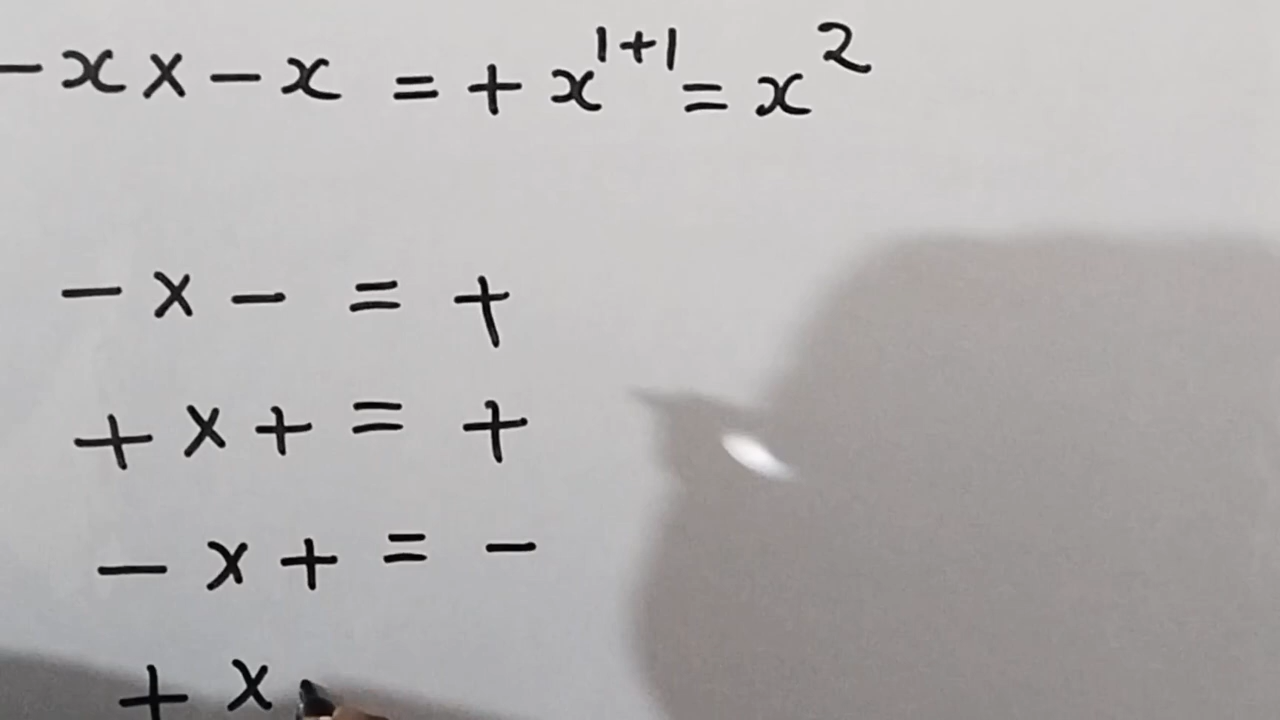 -x × -x = + x^{1+1} = x^2
- × - = +
+ × + = +
- × + = -
+ ×